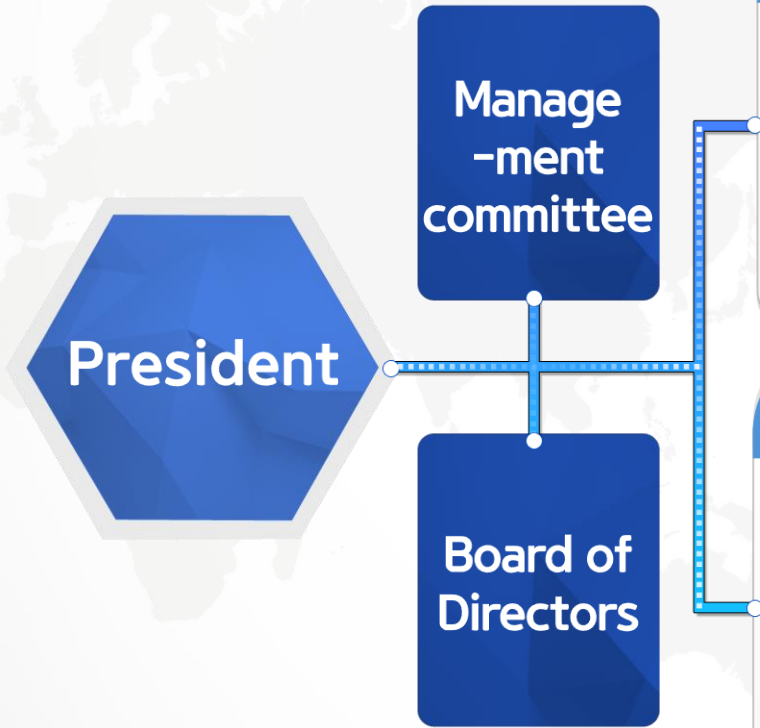 Manage
-ment
committee
President
Board of
Directors